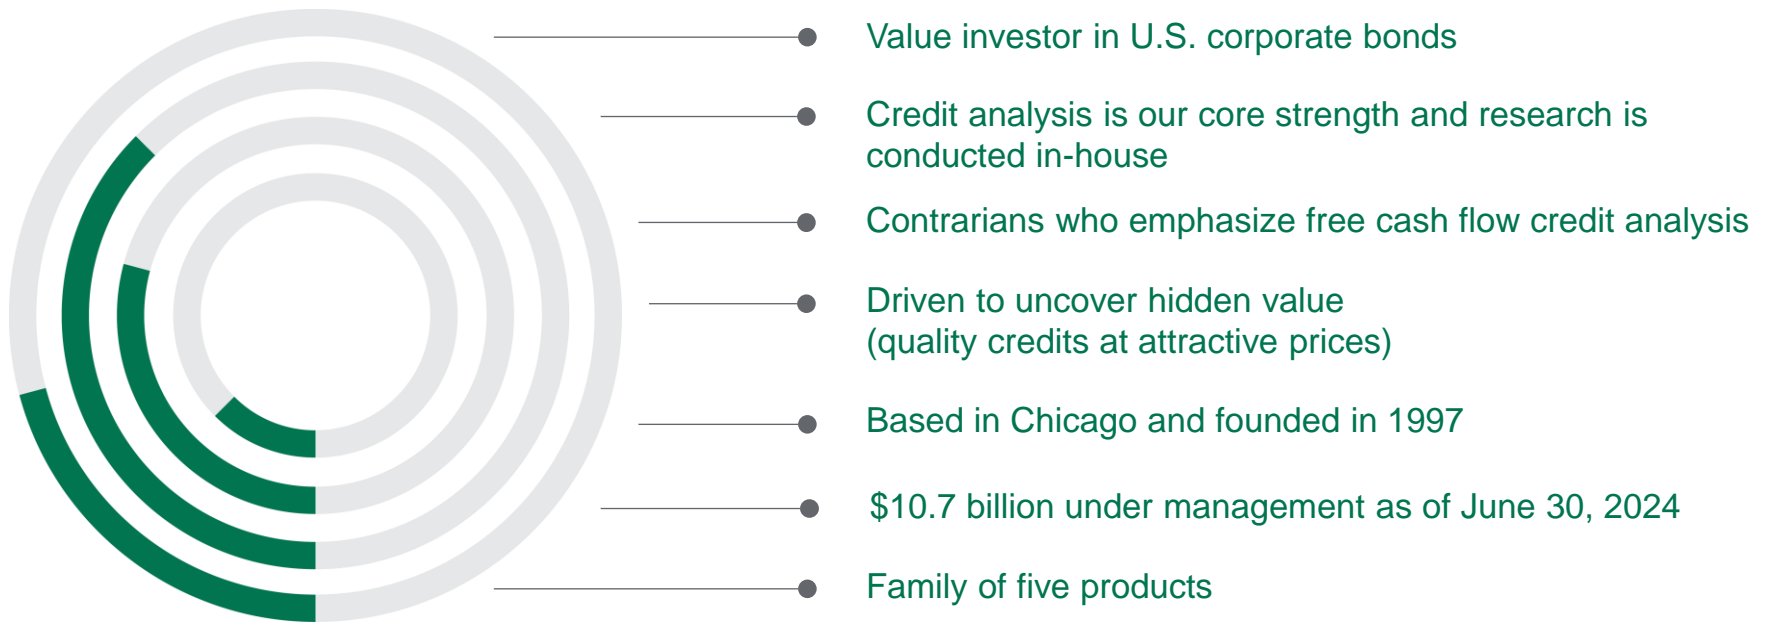 Value investor in U.S. corporate bonds
Credit analysis is our core strength and research is
conducted in-house
Contrarians who emphasize free cash flow credit analysis
Driven to uncover hidden value
(quality credits at attractive prices)
Based in Chicago and founded in 1997
$10.7 billion under management as of June 30, 2024
Family of five products